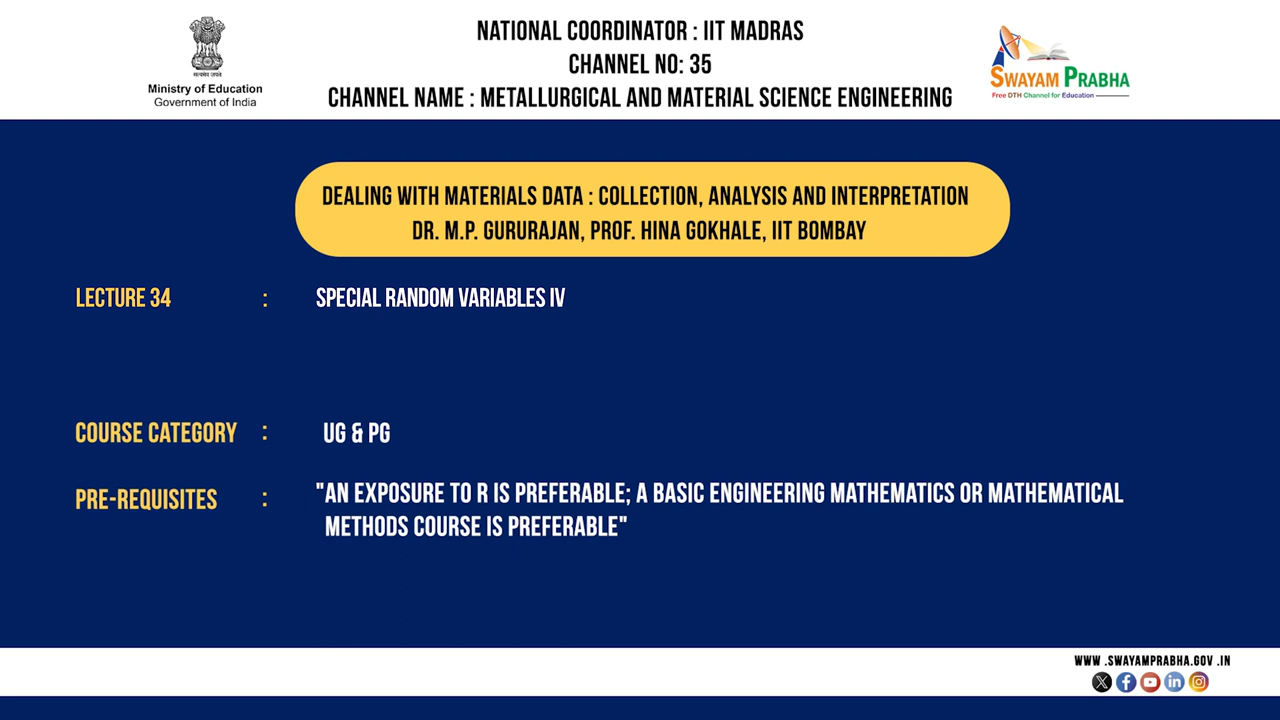 NATIONAL COORDINATOR : IIT MADRAS
CHANNEL NO: 35
CHANNEL NAME : METALLURGICAL AND MATERIAL SCIENCE ENGINEERING
सत्यमेव जयते
Ministry of Education
Government of India
SWAYAM PRABHA
Free DTH Channel for Education
DEALING WITH MATERIALS DATA : COLLECTION, ANALYSIS AND INTERPRETATION
DR. M.P. GURURAJAN, PROF. HINA GOKHALE, IIT BOMBAY
LECTURE 34 : SPECIAL RANDOM VARIABLES IV
COURSE CATEGORY : UG & PG
PRE-REQUISITES : "AN EXPOSURE TO R IS PREFERABLE; A BASIC ENGINEERING MATHEMATICS OR MATHEMATICAL
METHODS COURSE IS PREFERABLE"
WWW .SWAYAMPRABHA.GOV .IN